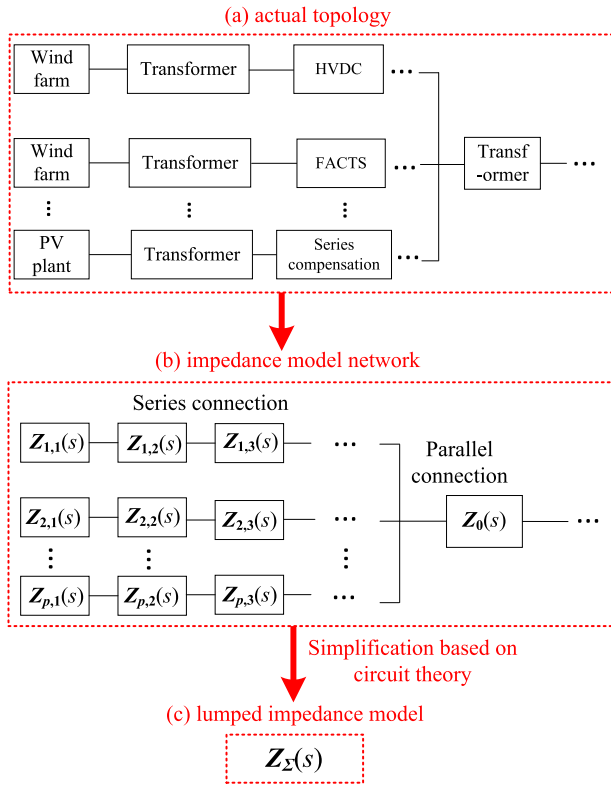 (a) actual topology
Wind farm Transformer HVDC ...
Wind farm Transformer FACTS ... Transf -ormer ...
⋮ ⋮ ⋮
PV plant Transformer Series compensation ...
(b) impedance model network
Series connection
Z1,1(s) Z1,2(s) Z1,3(s) ...
Parallel connection
Z2,1(s) Z2,2(s) Z2,3(s) ... Z0(s) ...
⋮ ⋮ ⋮
Zp,1(s) Zp,2(s) Zp,3(s) ...
Simplification based on
circuit theory
(c) lumped impedance model
ZΣ(s)